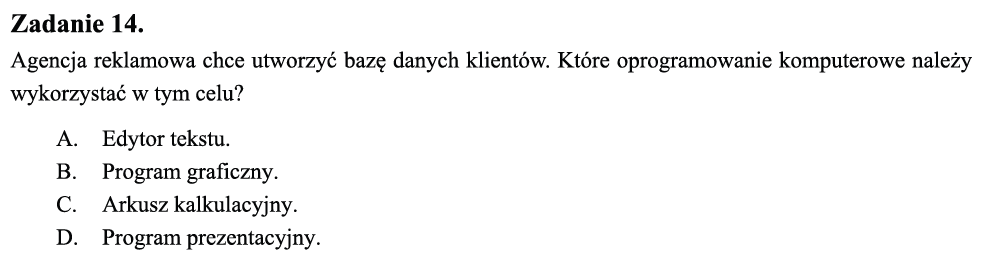 Zadanie 14.
Agencja reklamowa chce utworzyć bazę danych klientów. Które oprogramowanie komputerowe należy
wykorzystać w tym celu?
A. Edytor tekstu.
B. Program graficzny.
C. Arkusz kalkulacyjny.
D. Program prezentacyjny.